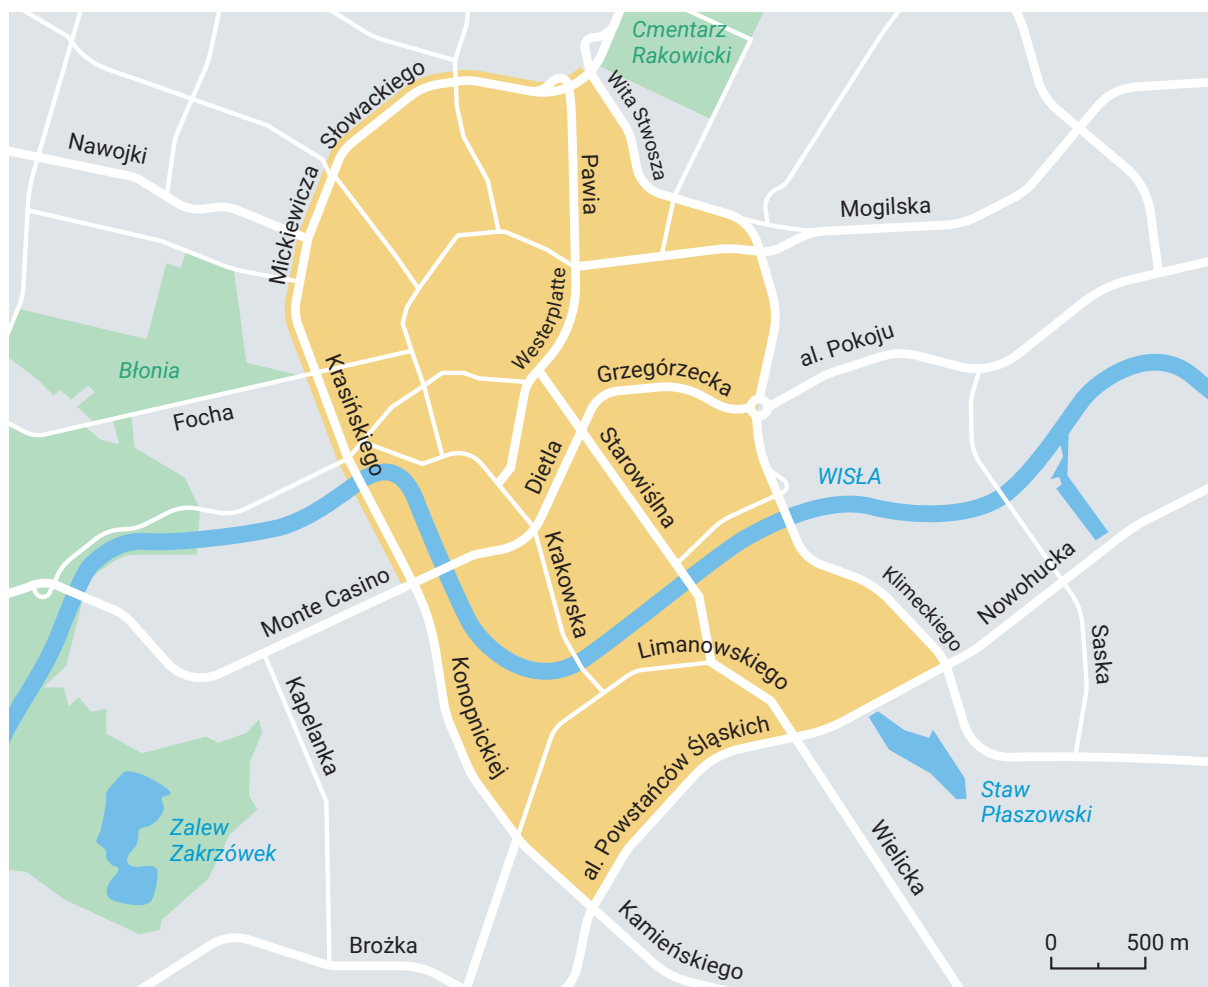 Cmentarz
Rakowicki
Słowackiego
Wita Stwosza
Nawojki
Pawia
Mickiewicza
Mogilska
Westerplatte
al. Pokoju
Błonia
Krasińskiego
Grzegórzecka
Focha
Starowiślna
Dietla
WISŁA
Krakowska
Monte Casino
Klimeckiego
Nowohucka
Limanowskiego
Saska
Konopnickiej
Kapelanka
al. Powstańców Śląskich
Staw
Płaszowski
Zalew
Zakrzówek
Wielicka
Kamieńskiego
Brożka
0 500 m